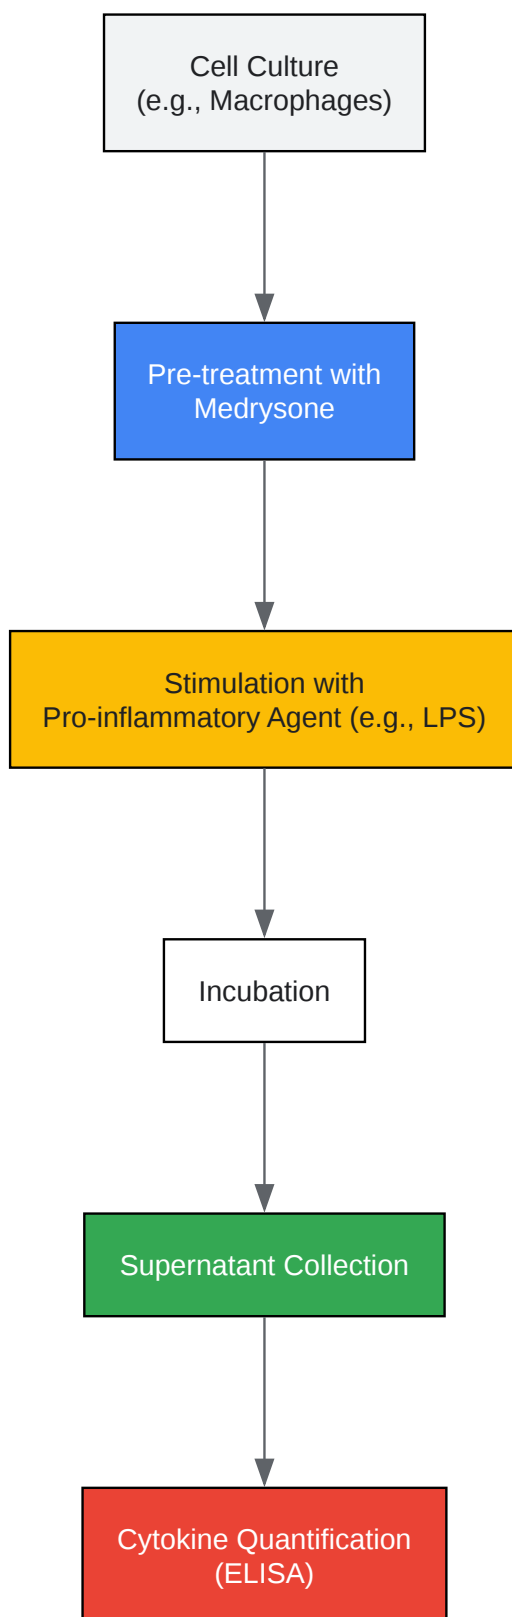 Cell Culture
(e.g., Macrophages)
Pre-treatment with
Medrysone
Stimulation with
Pro-inflammatory Agent (e.g., LPS)
Incubation
Supernatant Collection
Cytokine Quantification
(ELISA)